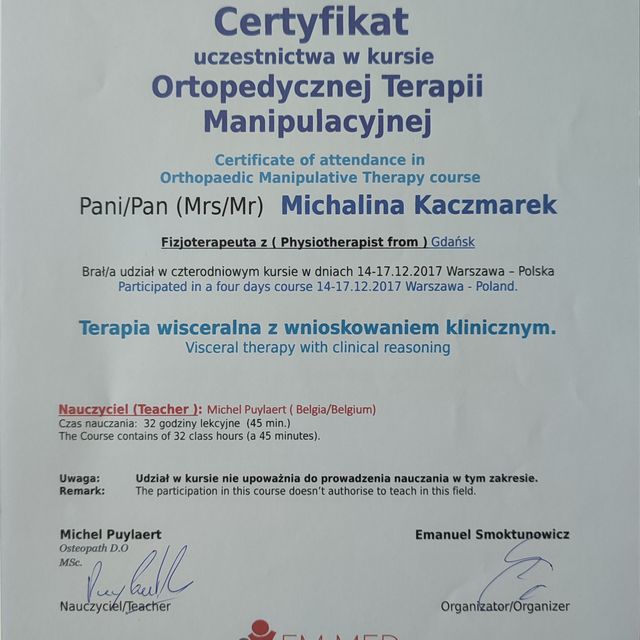 Certyfikat
uczestnictwa w kursie
Ortopedycznej Terapii
Manipulacyjnej
Certificate of attendance in
Orthopaedic Manipulative Therapy course
Pani/Pan (Mrs/Mr) Michalina Kaczmarek
Fizjoterapeuta z ( Physiotherapist from ) Gdańsk
Brał/a udział w czterodniowym kursie w dniach 14-17.12.2017 Warszawa – Polska
Participated in a four days course 14-17.12.2017 Warszawa - Poland.
Terapia wisceralna z wnioskowaniem klinicznym.
Visceral therapy with clinical reasoning
Nauczyciel (Teacher ): Michel Puylaert ( Belgia/Belgium)
Czas nauczania: 32 godziny lekcyjne (45 min.)
The Course contains of 32 class hours (a 45 minutes).
Uwaga: Udział w kursie nie upoważnia do prowadzenia nauczania w tym zakresie.
Remark: The participation in this course doesn't authorise to teach in this field.
Michel Puylaert Emanuel Smoktunowicz
Osteopath D.O
MSc.
Nauczyciel/Teacher Organizator/Organizer